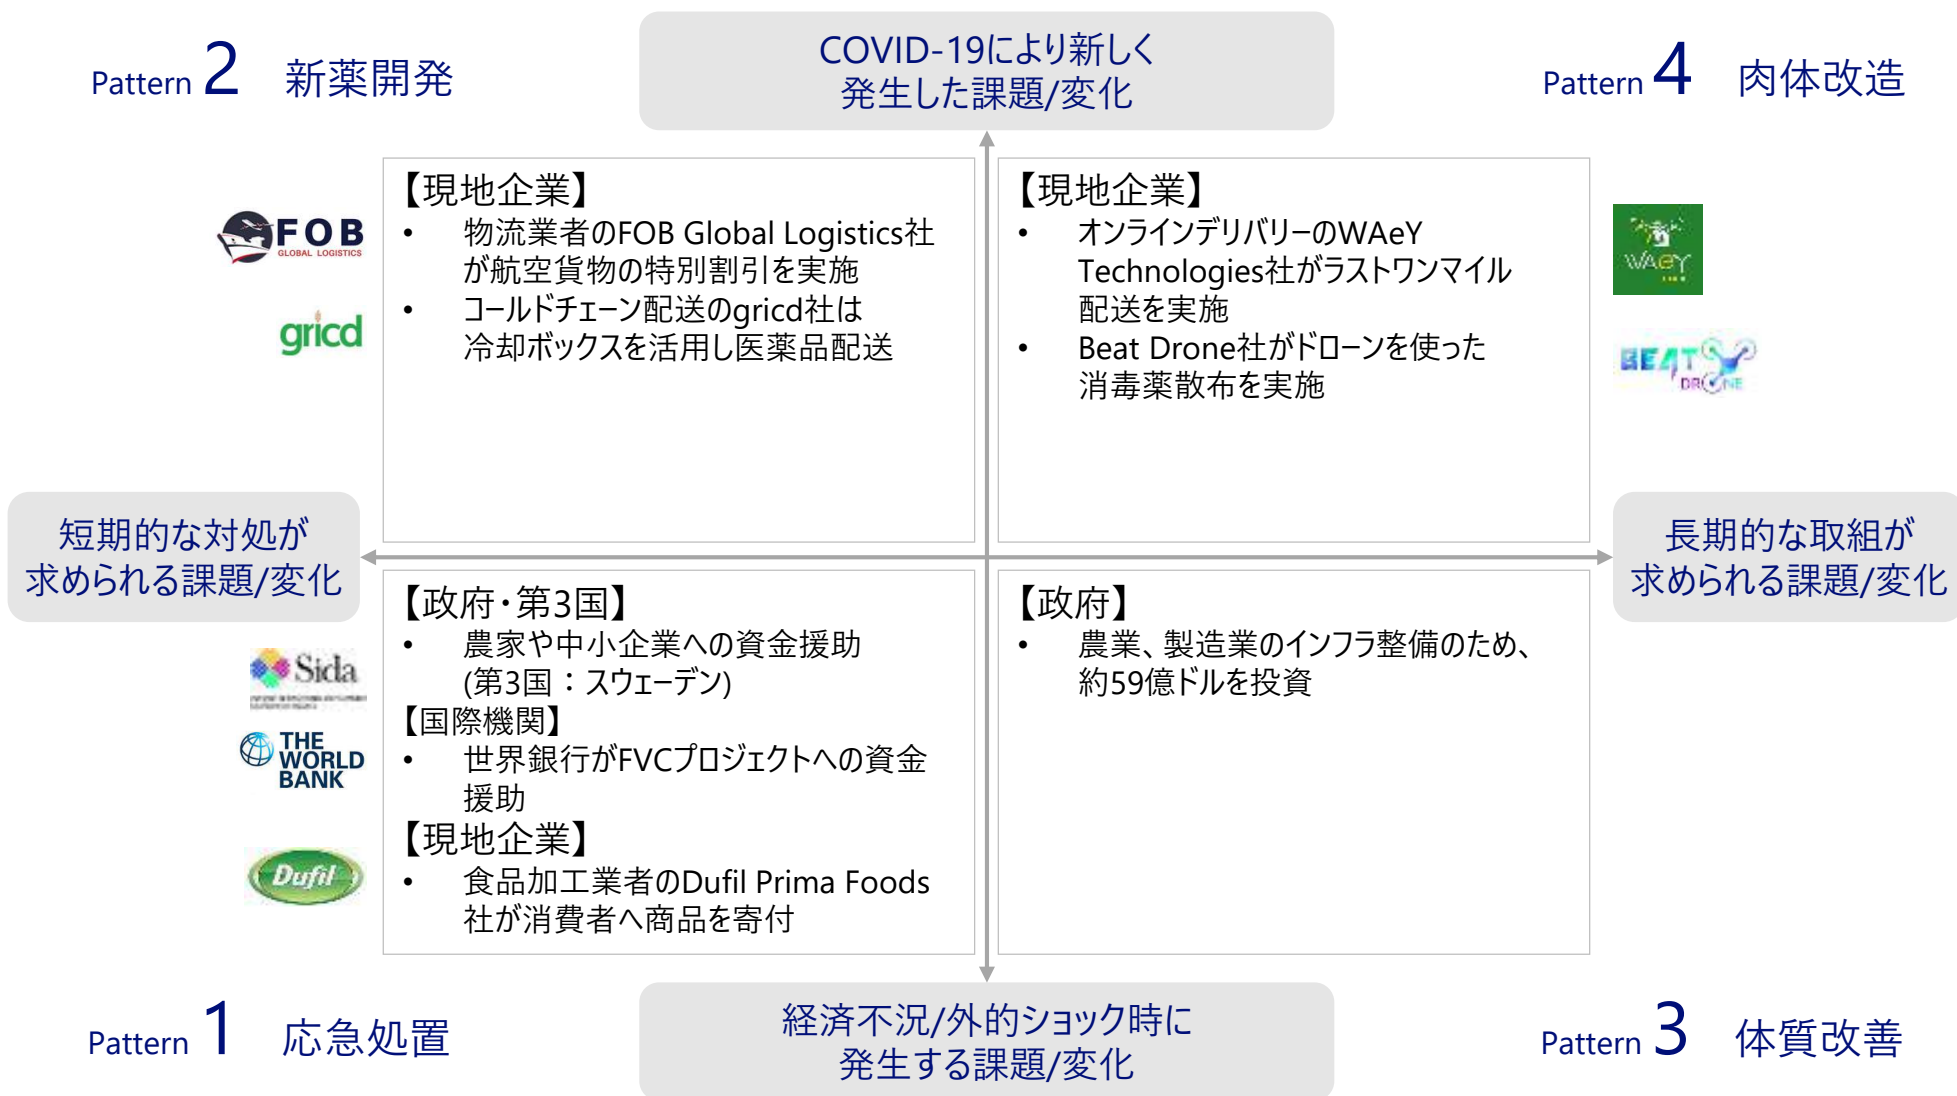 Pattern 2 新薬開発
COVID-19により新しく
発生した課題/変化
Pattern 4 肉体改造
FOB
GLOBAL LOGISTICS
gricd
【現地企業】
• 物流業者のFOB Global Logistics社
が航空貨物の特別割引を実施
• コールドチェーン配送のgricd社は
冷却ボックスを活用し医薬品配送
【現地企業】
• オンラインデリバリーのWAeY
Technologies社がラストワンマイル
配送を実施
• Beat Drone社がドローンを使った
消毒薬散布を実施
WAeY
BEAT
DRONE
短期的な対処が
求められる課題/変化
長期的な取組が
求められる課題/変化
Sida
THE
WORLD
BANK
Dufil
【政府・第3国】
• 農家や中小企業への資金援助
(第3国：スウェーデン)
【国際機関】
• 世界銀行がFVCプロジェクトへの資金
援助
【現地企業】
• 食品加工業者のDufil Prima Foods
社が消費者へ商品を寄付
【政府】
• 農業、製造業のインフラ整備のため、
約59億ドルを投資
Pattern 1 応急処置
経済不況/外的ショック時に
発生する課題/変化
Pattern 3 体質改善